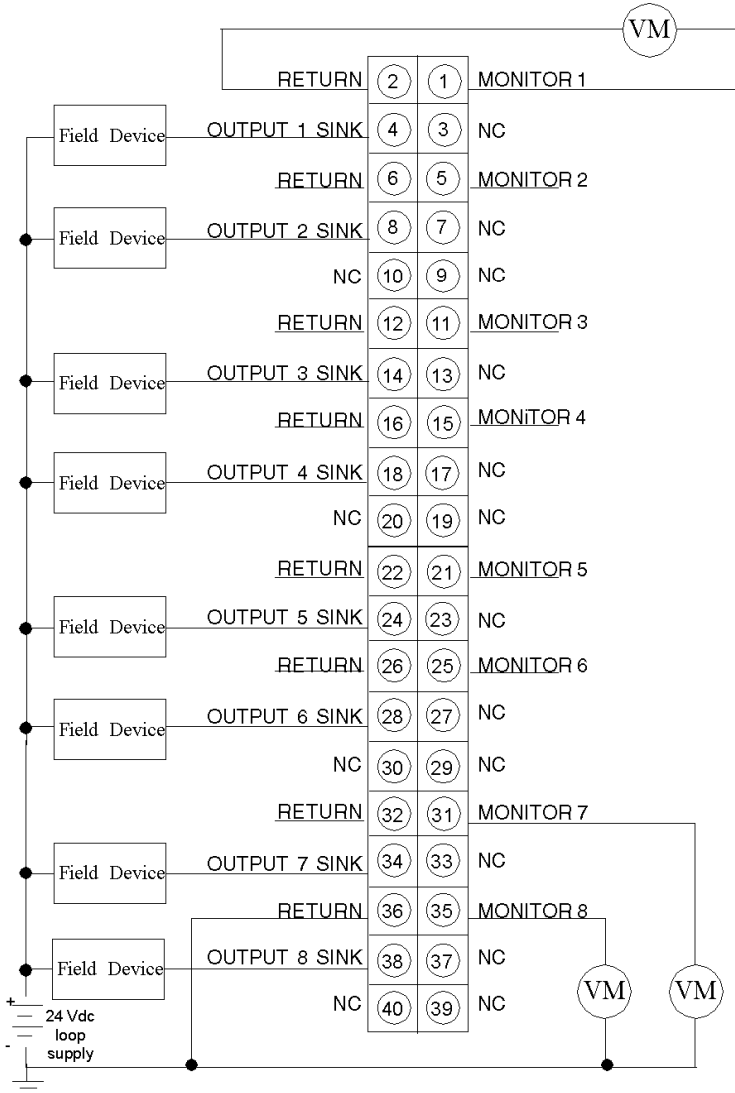 VM
RETURN 2 1 MONITOR 1
Field Device OUTPUT 1 SINK 4 3 NC
RETURN 6 5 MONITOR 2
Field Device OUTPUT 2 SINK 8 7 NC
NC 10 9 NC
RETURN 12 11 MONITOR 3
Field Device OUTPUT 3 SINK 14 13 NC
RETURN 16 15 MONiTOR 4
Field Device OUTPUT 4 SINK 18 17 NC
NC 20 19 NC
RETURN 22 21 MONITOR 5
Field Device OUTPUT 5 SINK 24 23 NC
RETURN 26 25 MONITOR 6
Field Device OUTPUT 6 SINK 28 27 NC
NC 30 29 NC
RETURN 32 31 MONITOR 7
Field Device OUTPUT 7 SINK 34 33 NC
RETURN 36 35 MONITOR 8
Field Device OUTPUT 8 SINK 38 37 NC
VM VM
NC 40 39 NC
+
24 Vdc
loop
supply
-